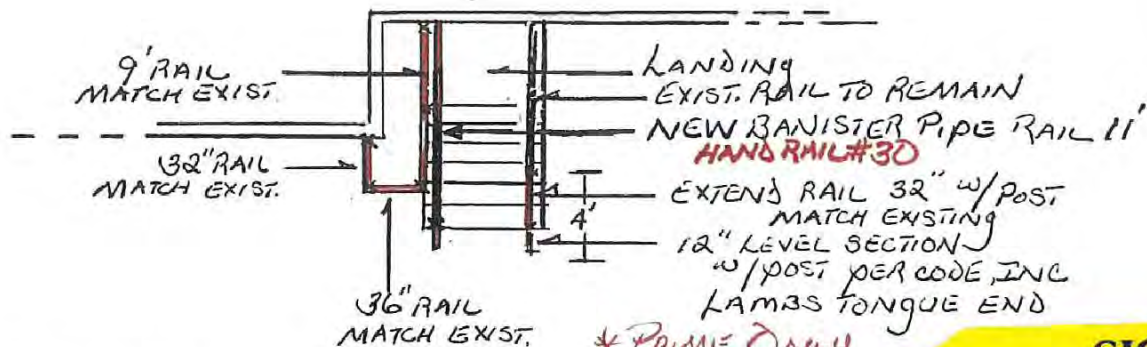 9' RAIL
MATCH EXIST.
32" RAIL
MATCH EXIST.
36" RAIL
MATCH EXIST.
LANDING
EXIST. RAIL TO REMAIN
NEW BANISTER PIPE RAIL 11'
HAND RAIL #30
EXTEND RAIL 32" w/ POST
MATCH EXISTING
4'
12" LEVEL SECTION
w/ POST PER CODE, INC
LAMBS TONGUE END
* PRIME ONLY